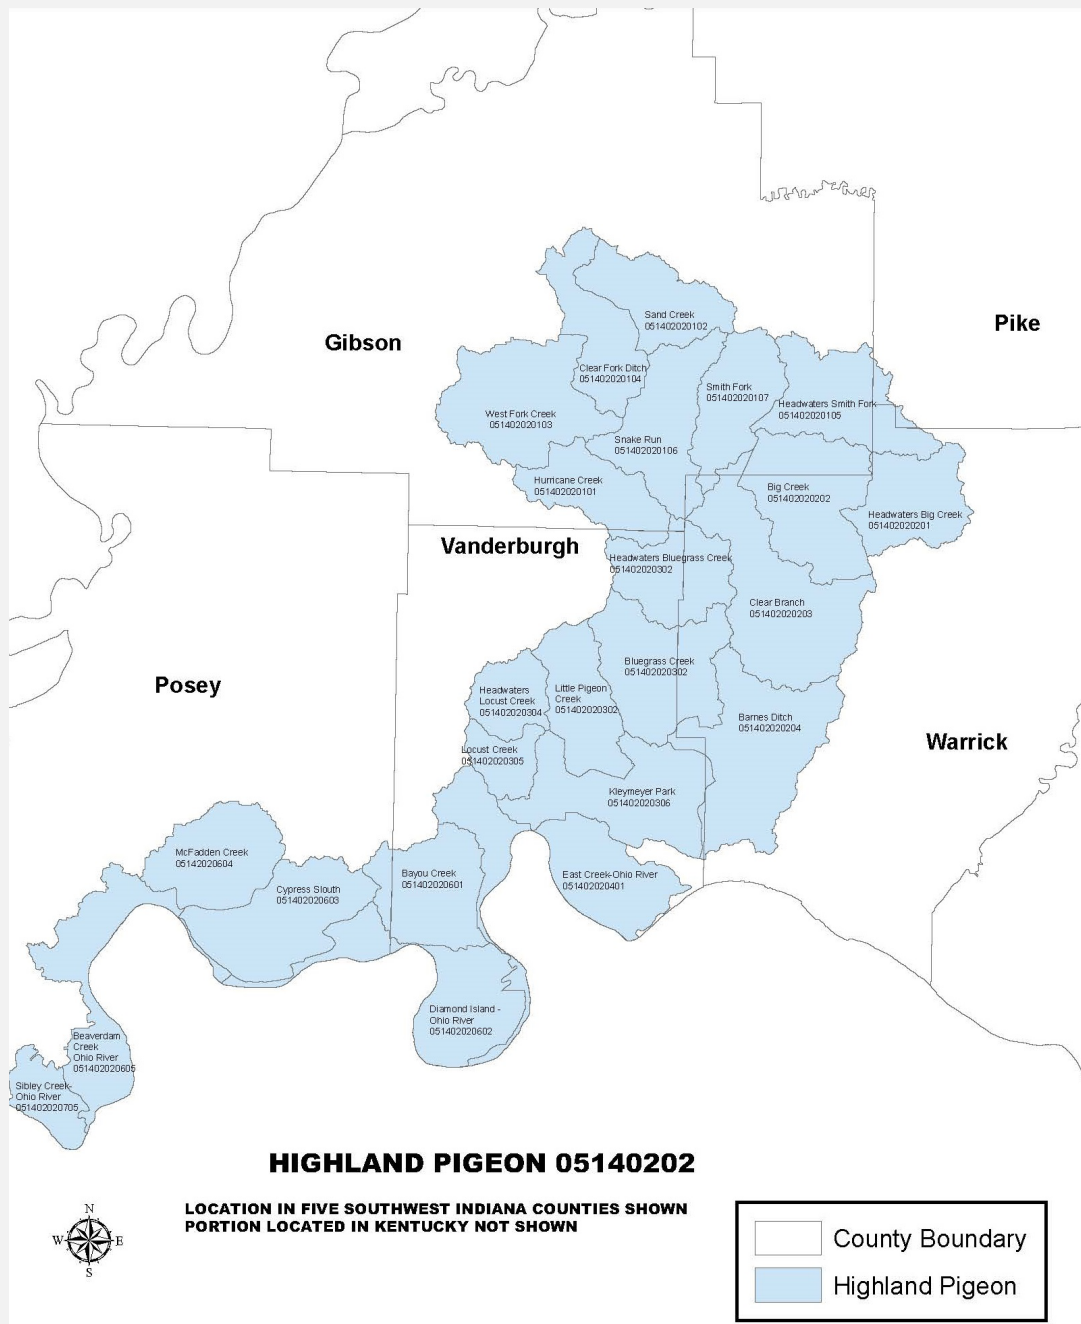 Gibson
Pike
Sand Creek
051402020102
Clear Fork Ditch
051402020104
Smith Fork
051402020107
Headwaters Smith Fork
051402020105
West Fork Creek
051402020103
Snake Run
051402020106
Hurricane Creek
051402020101
Big Creek
051402020202
Headwaters Big Creek
051402020201
Vanderburgh
Headwaters Bluegrass Creek
051402020302
Clear Branch
051402020203
Posey
Bluegrass Creek
051402020302
Headwaters
Locust Creek
051402020304
Little Pigeon
Creek
051402020302
Barnes Ditch
051402020204
Warrick
Locust Creek
051402020305
Kleymeyer Park
051402020306
McFadden Creek
05142020604
Cypress Slouth
051402020603
Bayou Creek
051402020601
East Creek-Ohio River
051402020401
Diamond Island -
Ohio River
051402020602
Beaverdam
Creek
Ohio River
051402020605
Sibley Creek-
Ohio River
051402020705
HIGHLAND PIGEON 05140202
LOCATION IN FIVE SOUTHWEST INDIANA COUNTIES SHOWN
PORTION LOCATED IN KENTUCKY NOT SHOWN
N
W E
S
County Boundary
Highland Pigeon